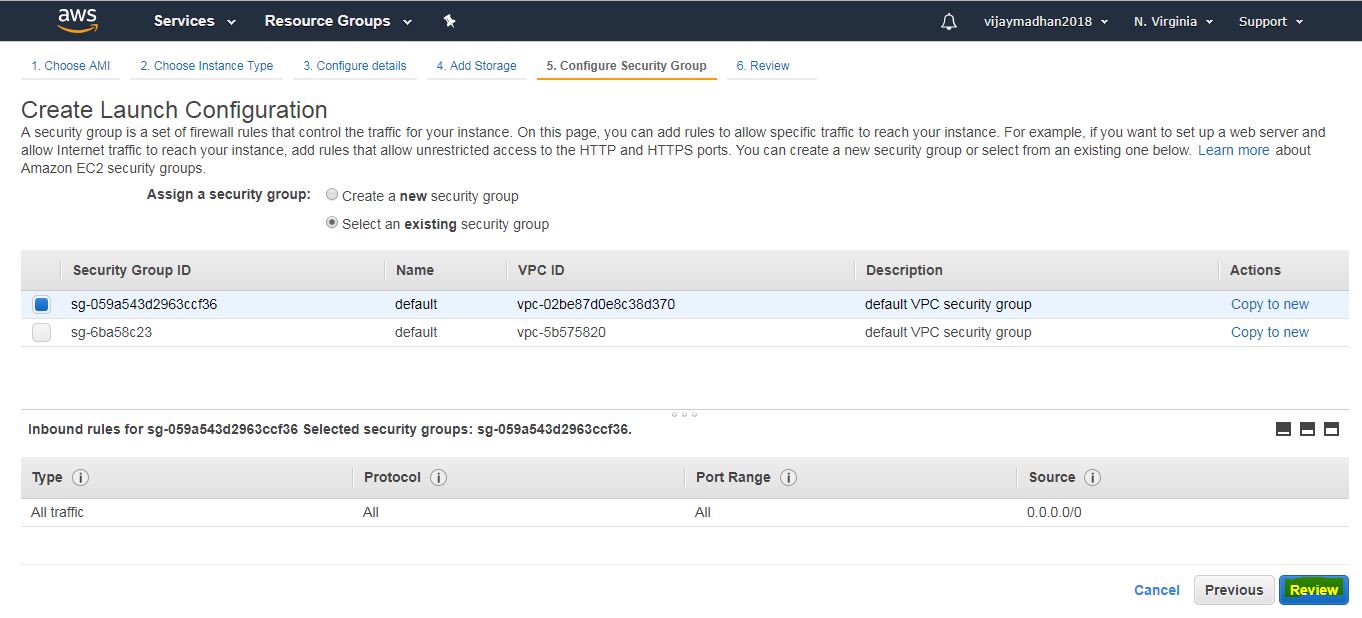 aws Services Resource Groups vijaymadhan2018 N. Virginia Support
1. Choose AMI 2. Choose Instance Type 3. Configure details 4. Add Storage 5. Configure Security Group 6. Review
Create Launch Configuration
A security group is a set of firewall rules that control the traffic for your instance. On this page, you can add rules to allow specific traffic to reach your instance. For example, if you want to set up a web server and
allow Internet traffic to reach your instance, add rules that allow unrestricted access to the HTTP and HTTPS ports. You can create a new security group or select from an existing one below. Learn more about
Amazon EC2 security groups.
Assign a security group: Create a new security group
Select an existing security group
Security Group ID Name VPC ID Description Actions
sg-059a543d2963ccf36 default vpc-02be87d0e8c38d370 default VPC security group Copy to new
sg-6ba58c23 default vpc-5b575820 default VPC security group Copy to new
Inbound rules for sg-059a543d2963ccf36 Selected security groups: sg-059a543d2963ccf36.
Type i Protocol i Port Range i Source i
All traffic All All 0.0.0.0/0
Cancel Previous Review